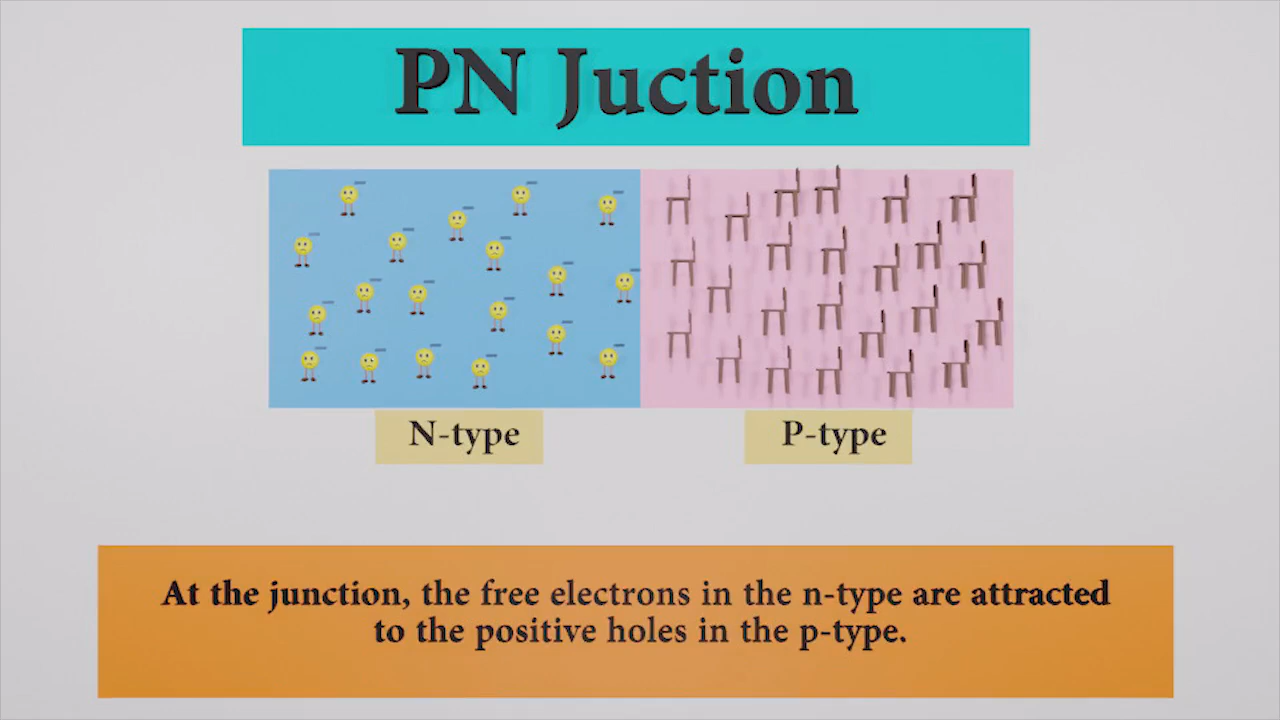 PN Juction
N-type
P-type
At the junction, the free electrons in the n-type are attracted
to the positive holes in the p-type.